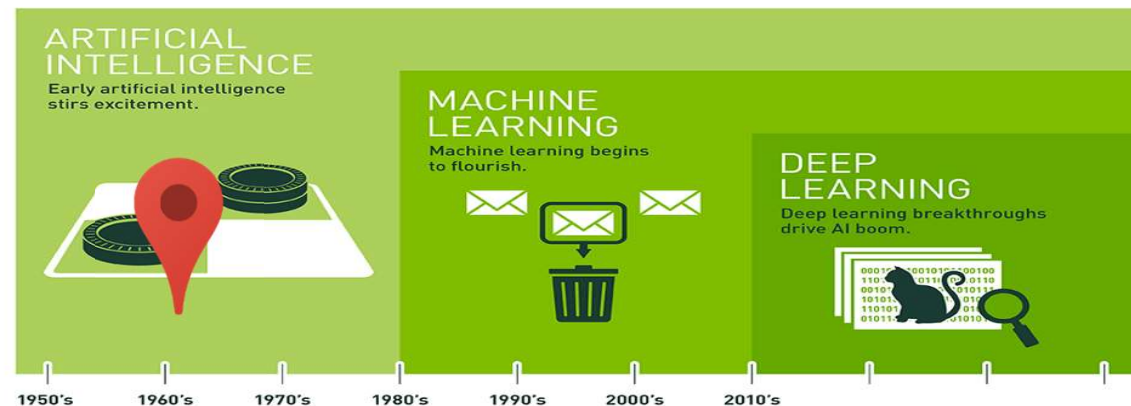 ARTIFICIAL
INTELLIGENCE
Early artificial intelligence
stirs excitement.
MACHINE
LEARNING
Machine learning begins
to flourish.
DEEP
LEARNING
Deep learning breakthroughs
drive AI boom.
1950's 1960's 1970's 1980's 1990's 2000's 2010's